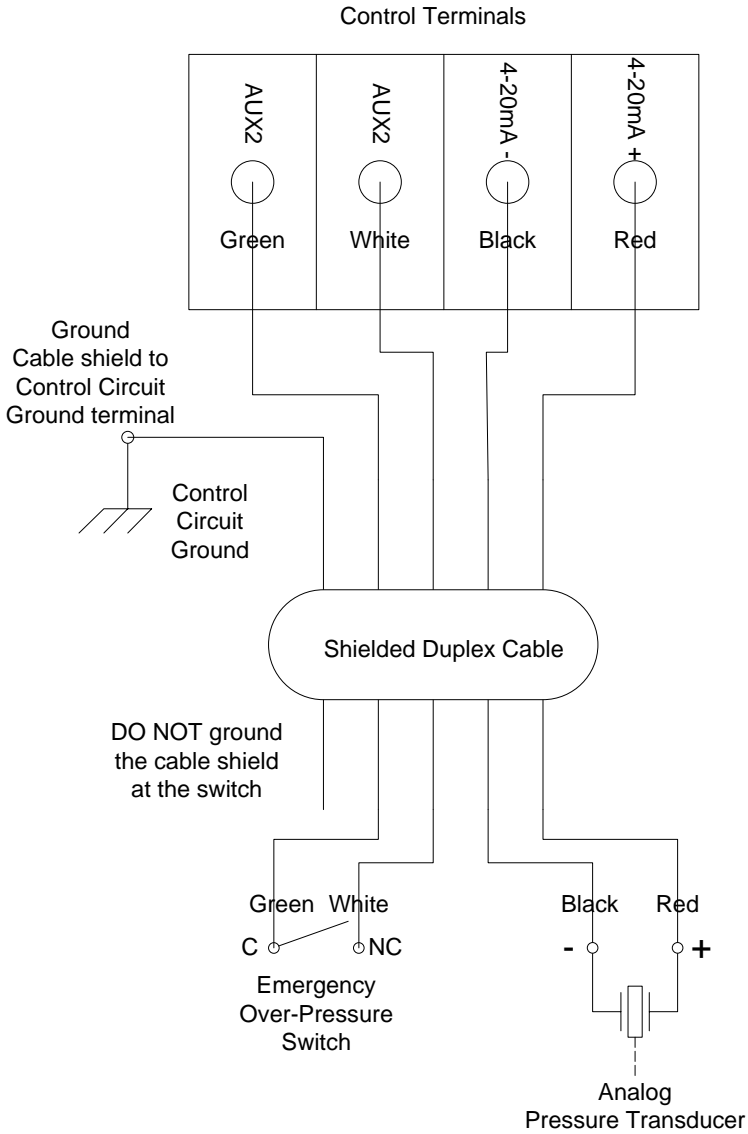 Control Terminals
AUX2
AUX2
4-20mA -
4-20mA +
Green
White
Black
Red
Ground
Cable shield to
Control Circuit
Ground terminal
Control
Circuit
Ground
Shielded Duplex Cable
DO NOT ground
the cable shield
at the switch
Green White
Black Red
C NC
- +
Emergency
Over-Pressure
Switch
Analog
Pressure Transducer